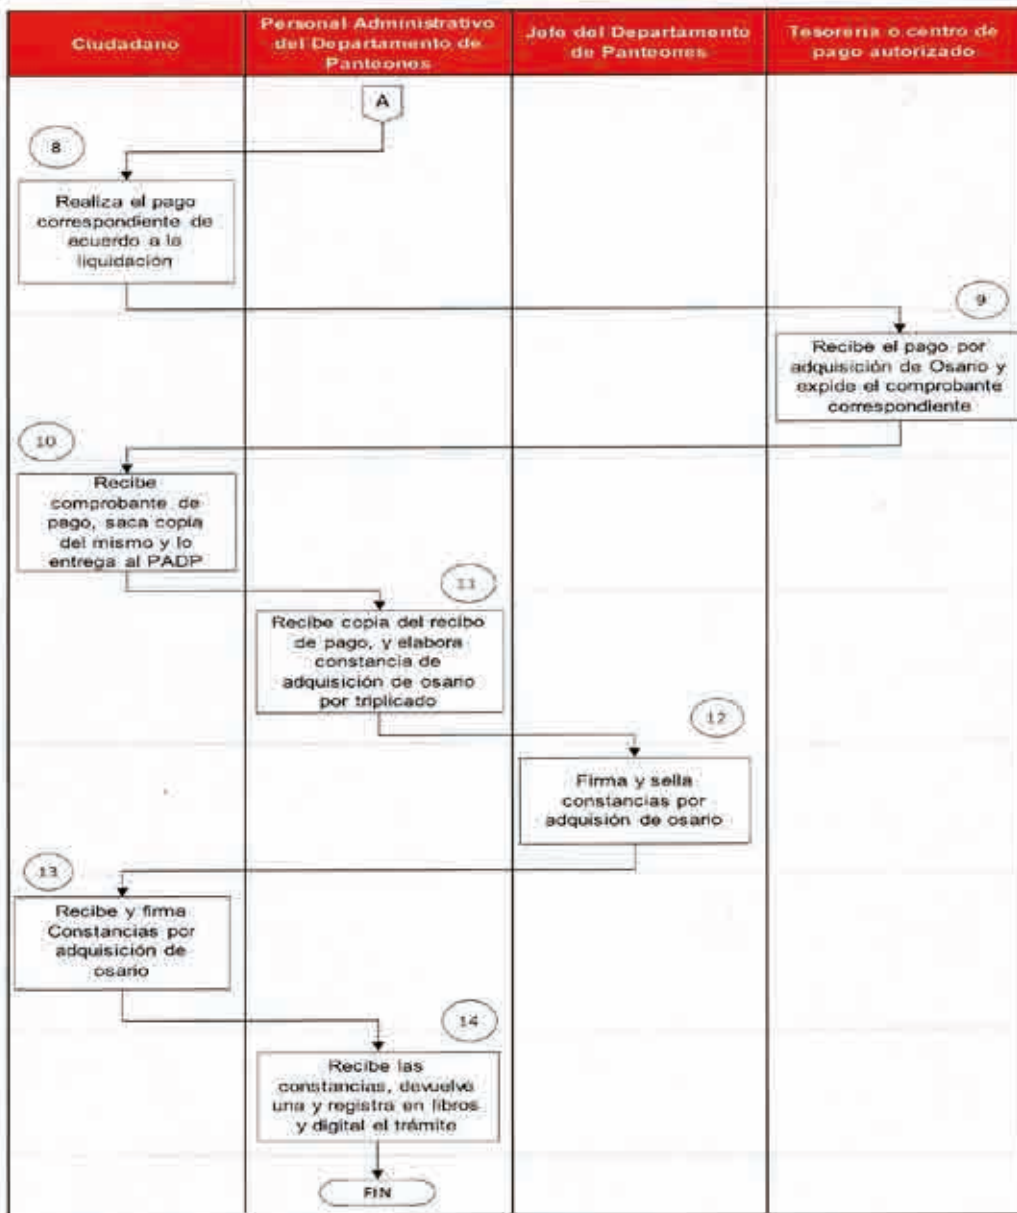 Ciudadano
Personal Administrativo
del Departamento de
Panteones
Jefe del Departamento
de Panteones
Tesorería o centro de
pago autorizado
A
8
Realiza el pago
correspondiente de
acuerdo a la
liquidación
9
Recibe el pago por
adquisición de Osario y
expide el comprobante
correspondiente
10
Recibe
comprobante de
pago, saca copia
del mismo y lo
entrega al PADP
11
Recibe copia del recibo
de pago, y elabora
constancia de
adquisición de osario
por triplicado
12
Firma y sella
constancias por
adquisión de osario
13
Recibe y firma
Constancias por
adquisición de
osario
14
Recibe las
constancias, devuelve
una y registra en libros
y digital el trámite
FIN